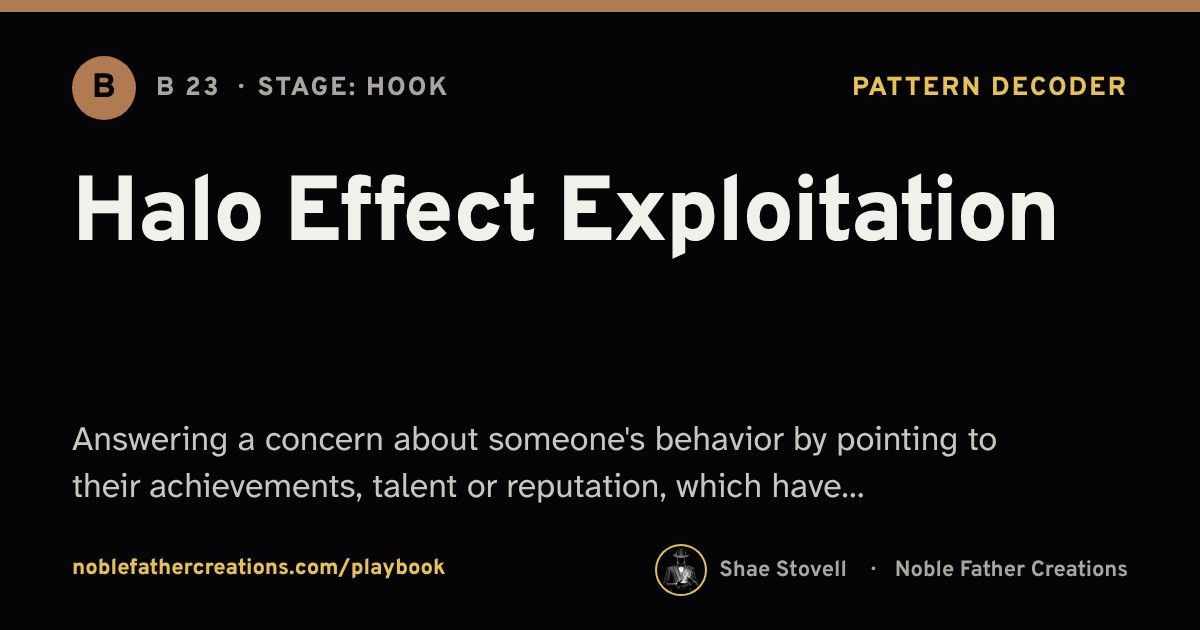 B
B 23 · STAGE: HOOK
PATTERN DECODER
Halo Effect Exploitation
Answering a concern about someone's behavior by pointing to
their achievements, talent or reputation, which have...
noblefathercreations.com/playbook
Shae Stovell · Noble Father Creations